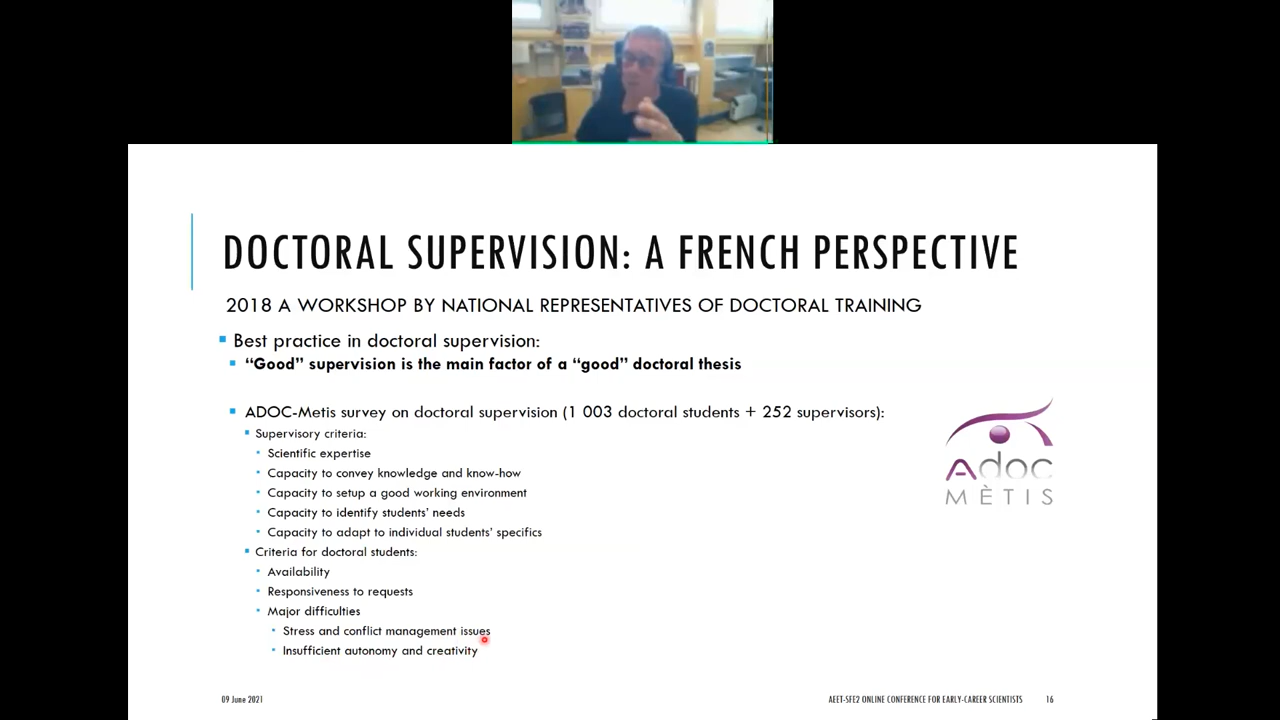 DOCTORAL SUPERVISION: A FRENCH PERSPECTIVE
2018 A WORKSHOP BY NATIONAL REPRESENTATIVES OF DOCTORAL TRAINING
Best practice in doctoral supervision:
“Good” supervision is the main factor of a “good” doctoral thesis
ADOC-Metis survey on doctoral supervision (1 003 doctoral students + 252 supervisors):
Supervisory criteria:
Scientific expertise
Capacity to convey knowledge and know-how
Capacity to setup a good working environment
Capacity to identify students’ needs
Capacity to adapt to individual students’ specifics
Criteria for doctoral students:
Availability
Responsiveness to requests
Major difficulties
Stress and conflict management issues
Insufficient autonomy and creativity
Adoc
MÈTIS
09 June 2021
AEET-SFE2 ONLINE CONFERENCE FOR EARLY-CAREER SCIENTISTS
16